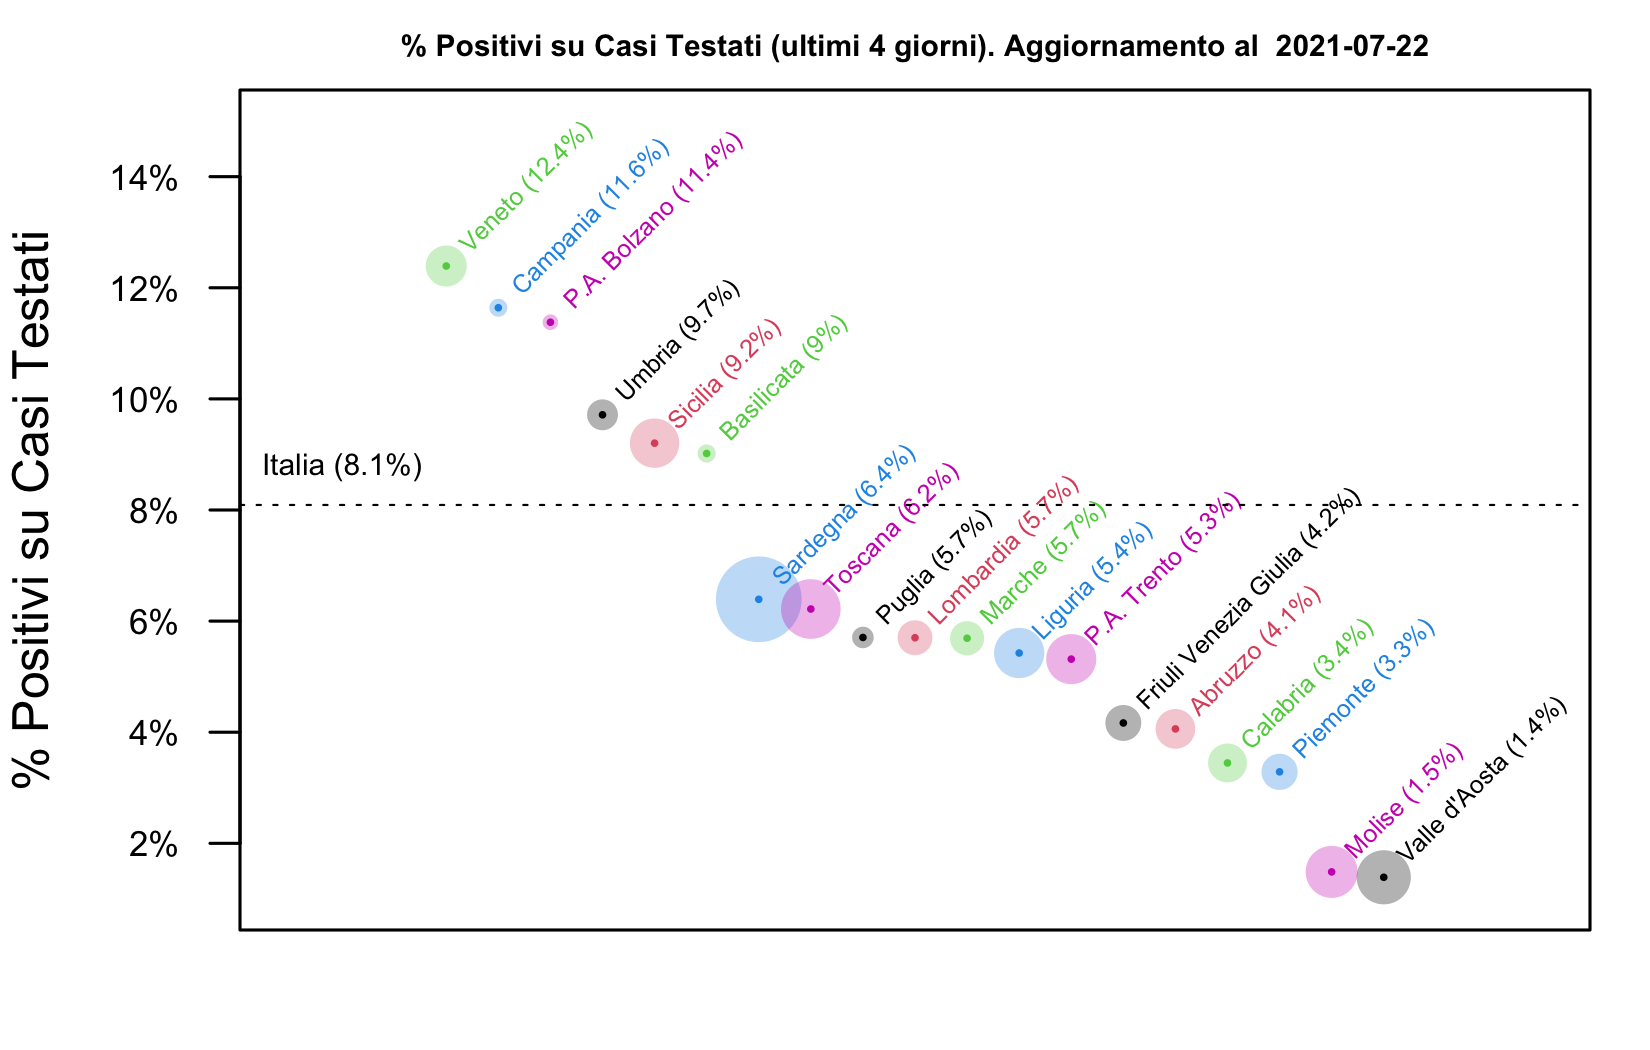 % Positivi su Casi Testati (ultimi 4 giorni). Aggiornamento al  2021-07-22
% Positivi su Casi Testati
14%
12%
10%
8%
6%
4%
2%
Italia (8.1%)
Veneto (12.4%)
Campania (11.6%)
P.A. Bolzano (11.4%)
Umbria (9.7%)
Sicilia (9.2%)
Basilicata (9%)
Sardegna (6.4%)
Toscana (6.2%)
Puglia (5.7%)
Lombardia (5.7%)
Marche (5.7%)
Liguria (5.4%)
P.A. Trento (5.3%)
Friuli Venezia Giulia (4.2%)
Abruzzo (4.1%)
Calabria (3.4%)
Piemonte (3.3%)
Molise (1.5%)
Valle d'Aosta (1.4%)